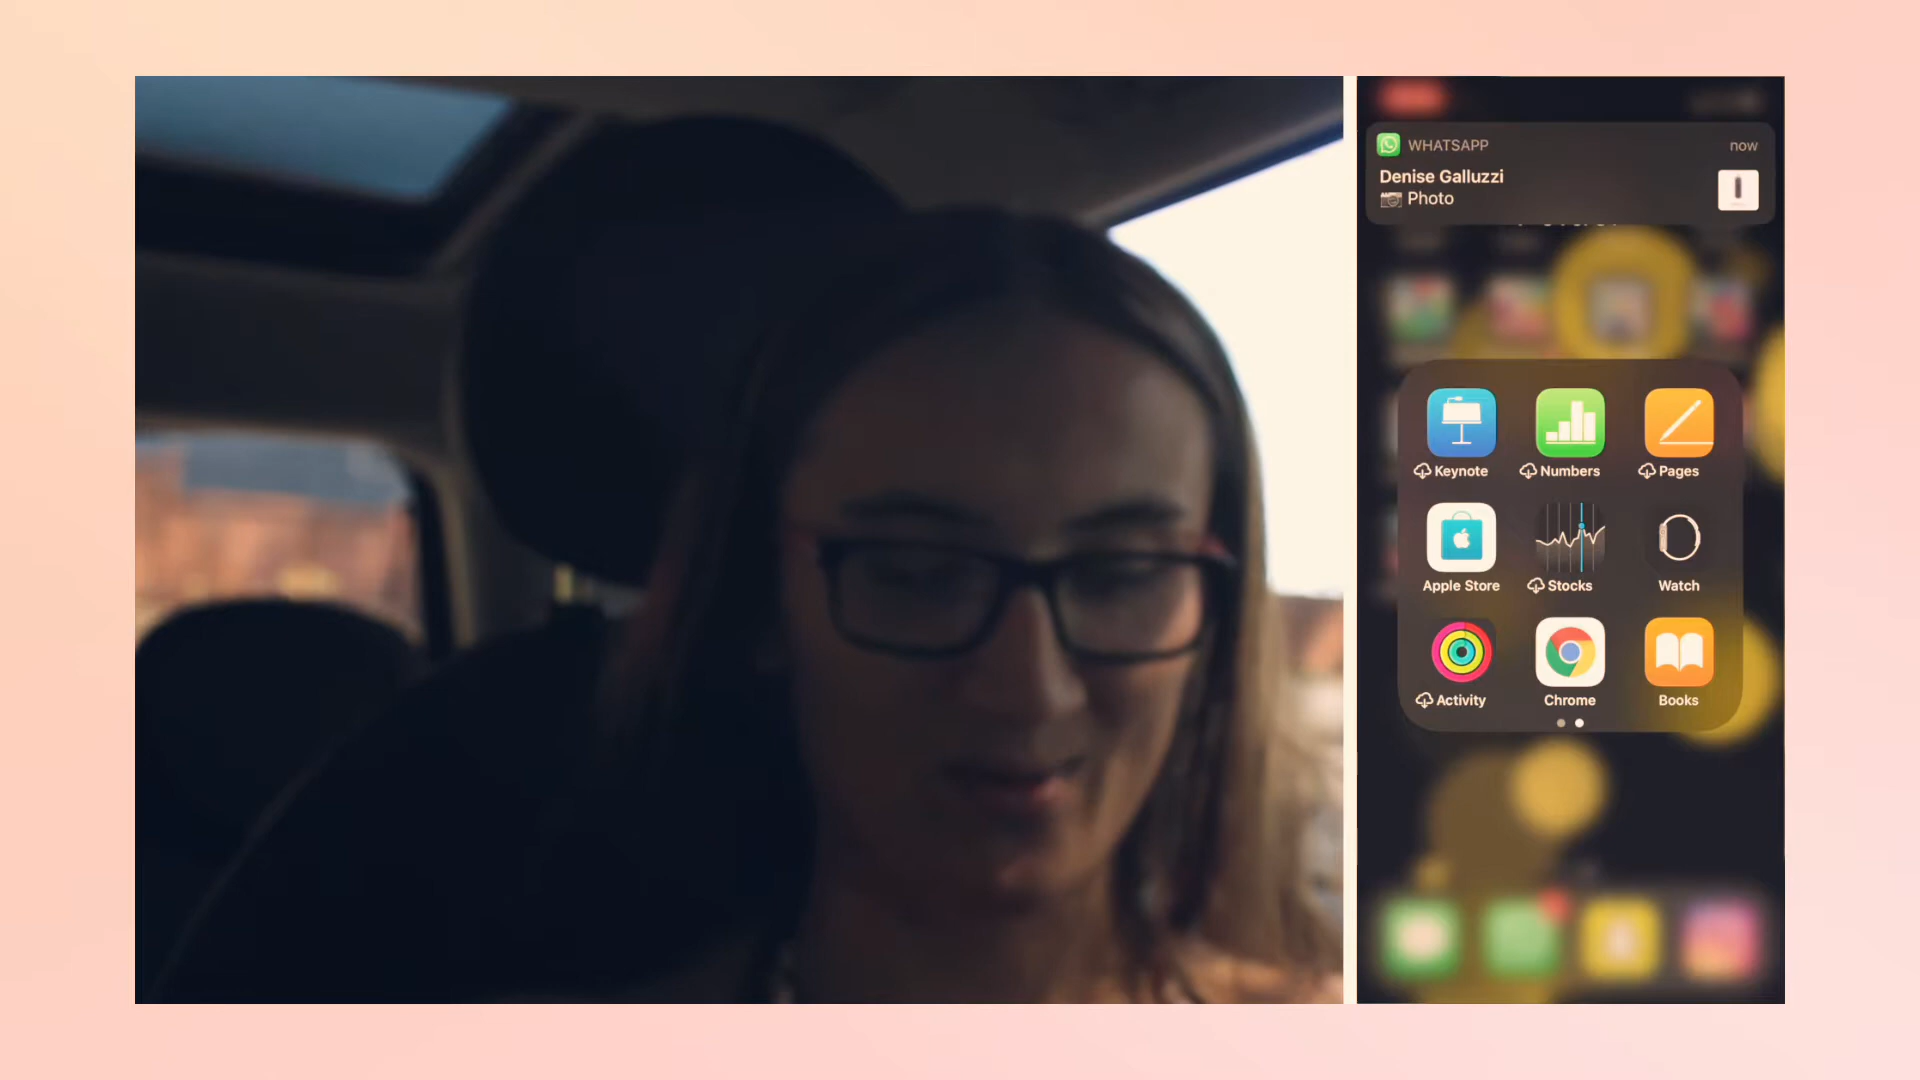 WHATSAPP now
Denise Galluzzi
Photo
Keynote Numbers Pages
Apple Store Stocks Watch
Activity Chrome Books